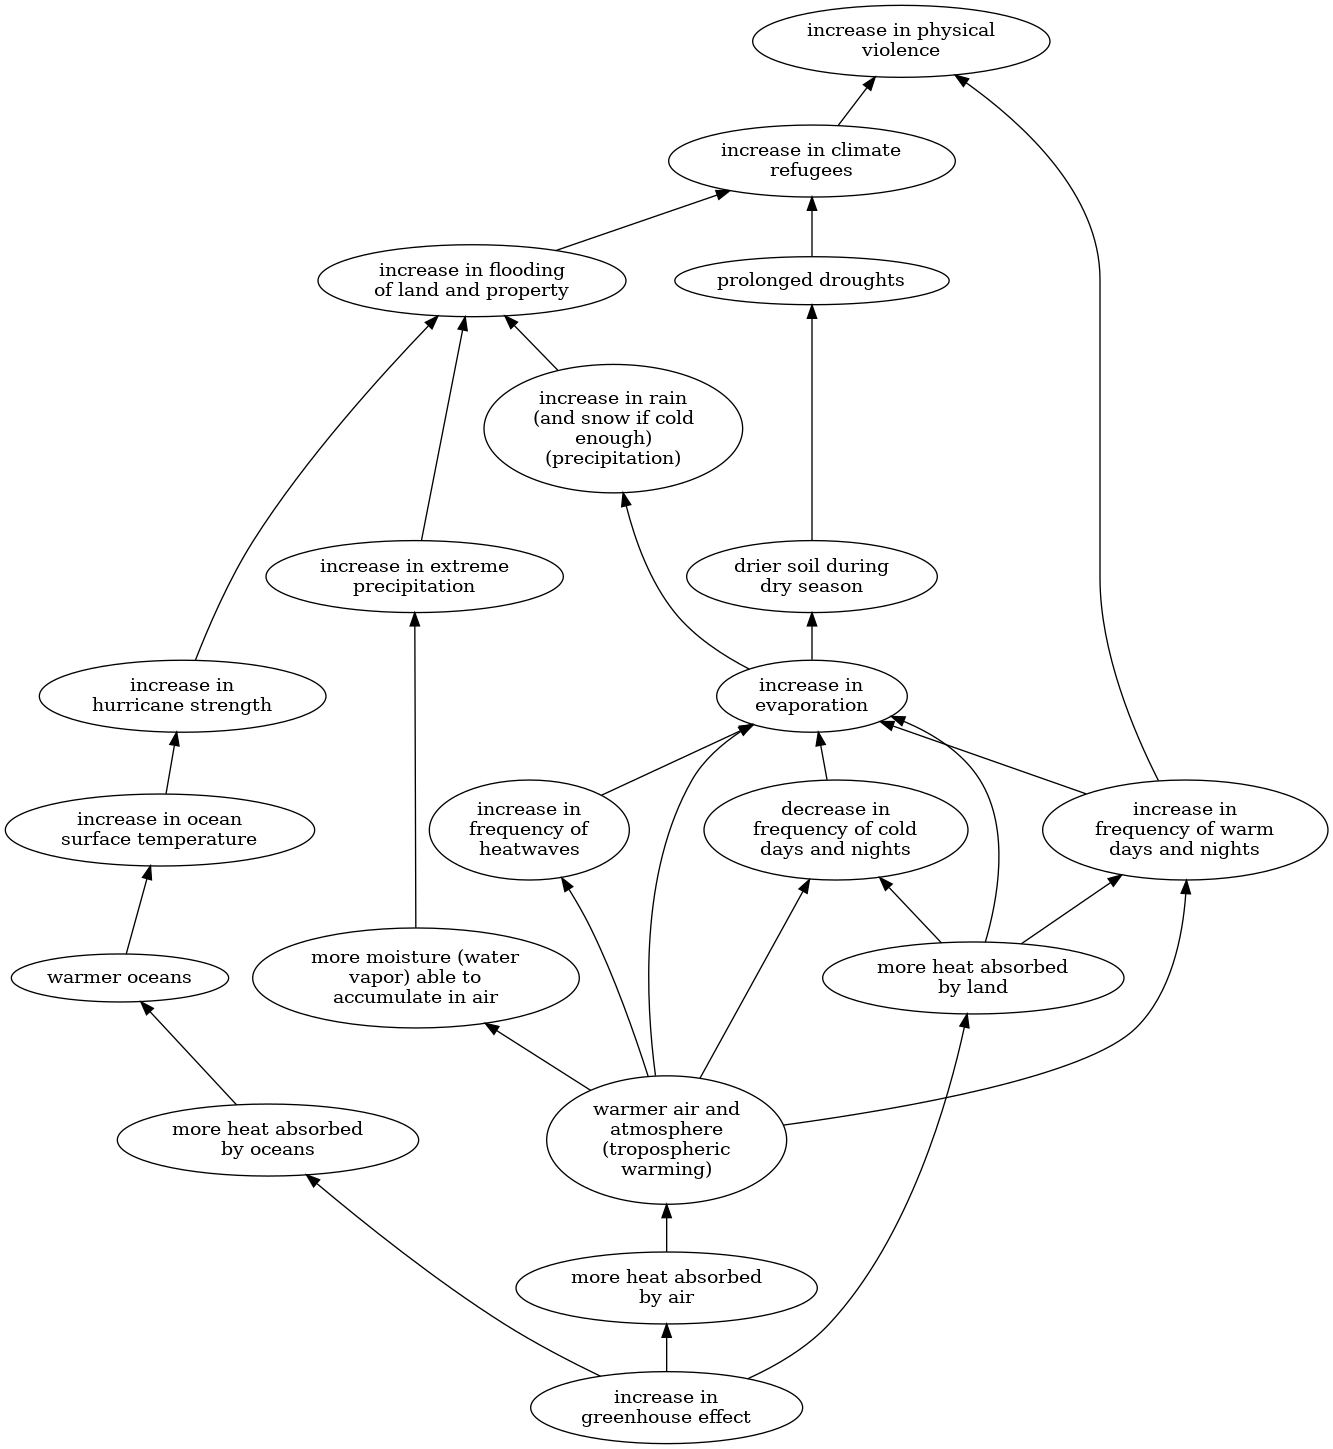 increase in physical
violence
increase in climate
refugees
increase in flooding
of land and property
prolonged droughts
increase in rain
(and snow if cold
enough)
(precipitation)
increase in extreme
precipitation
drier soil during
dry season
increase in
hurricane strength
increase in
evaporation
increase in ocean
surface temperature
increase in
frequency of
heatwaves
decrease in
frequency of cold
days and nights
increase in
frequency of warm
days and nights
warmer oceans
more moisture (water
vapor) able to
accumulate in air
more heat absorbed
by land
more heat absorbed
by oceans
warmer air and
atmosphere
(tropospheric
warming)
more heat absorbed
by air
increase in
greenhouse effect